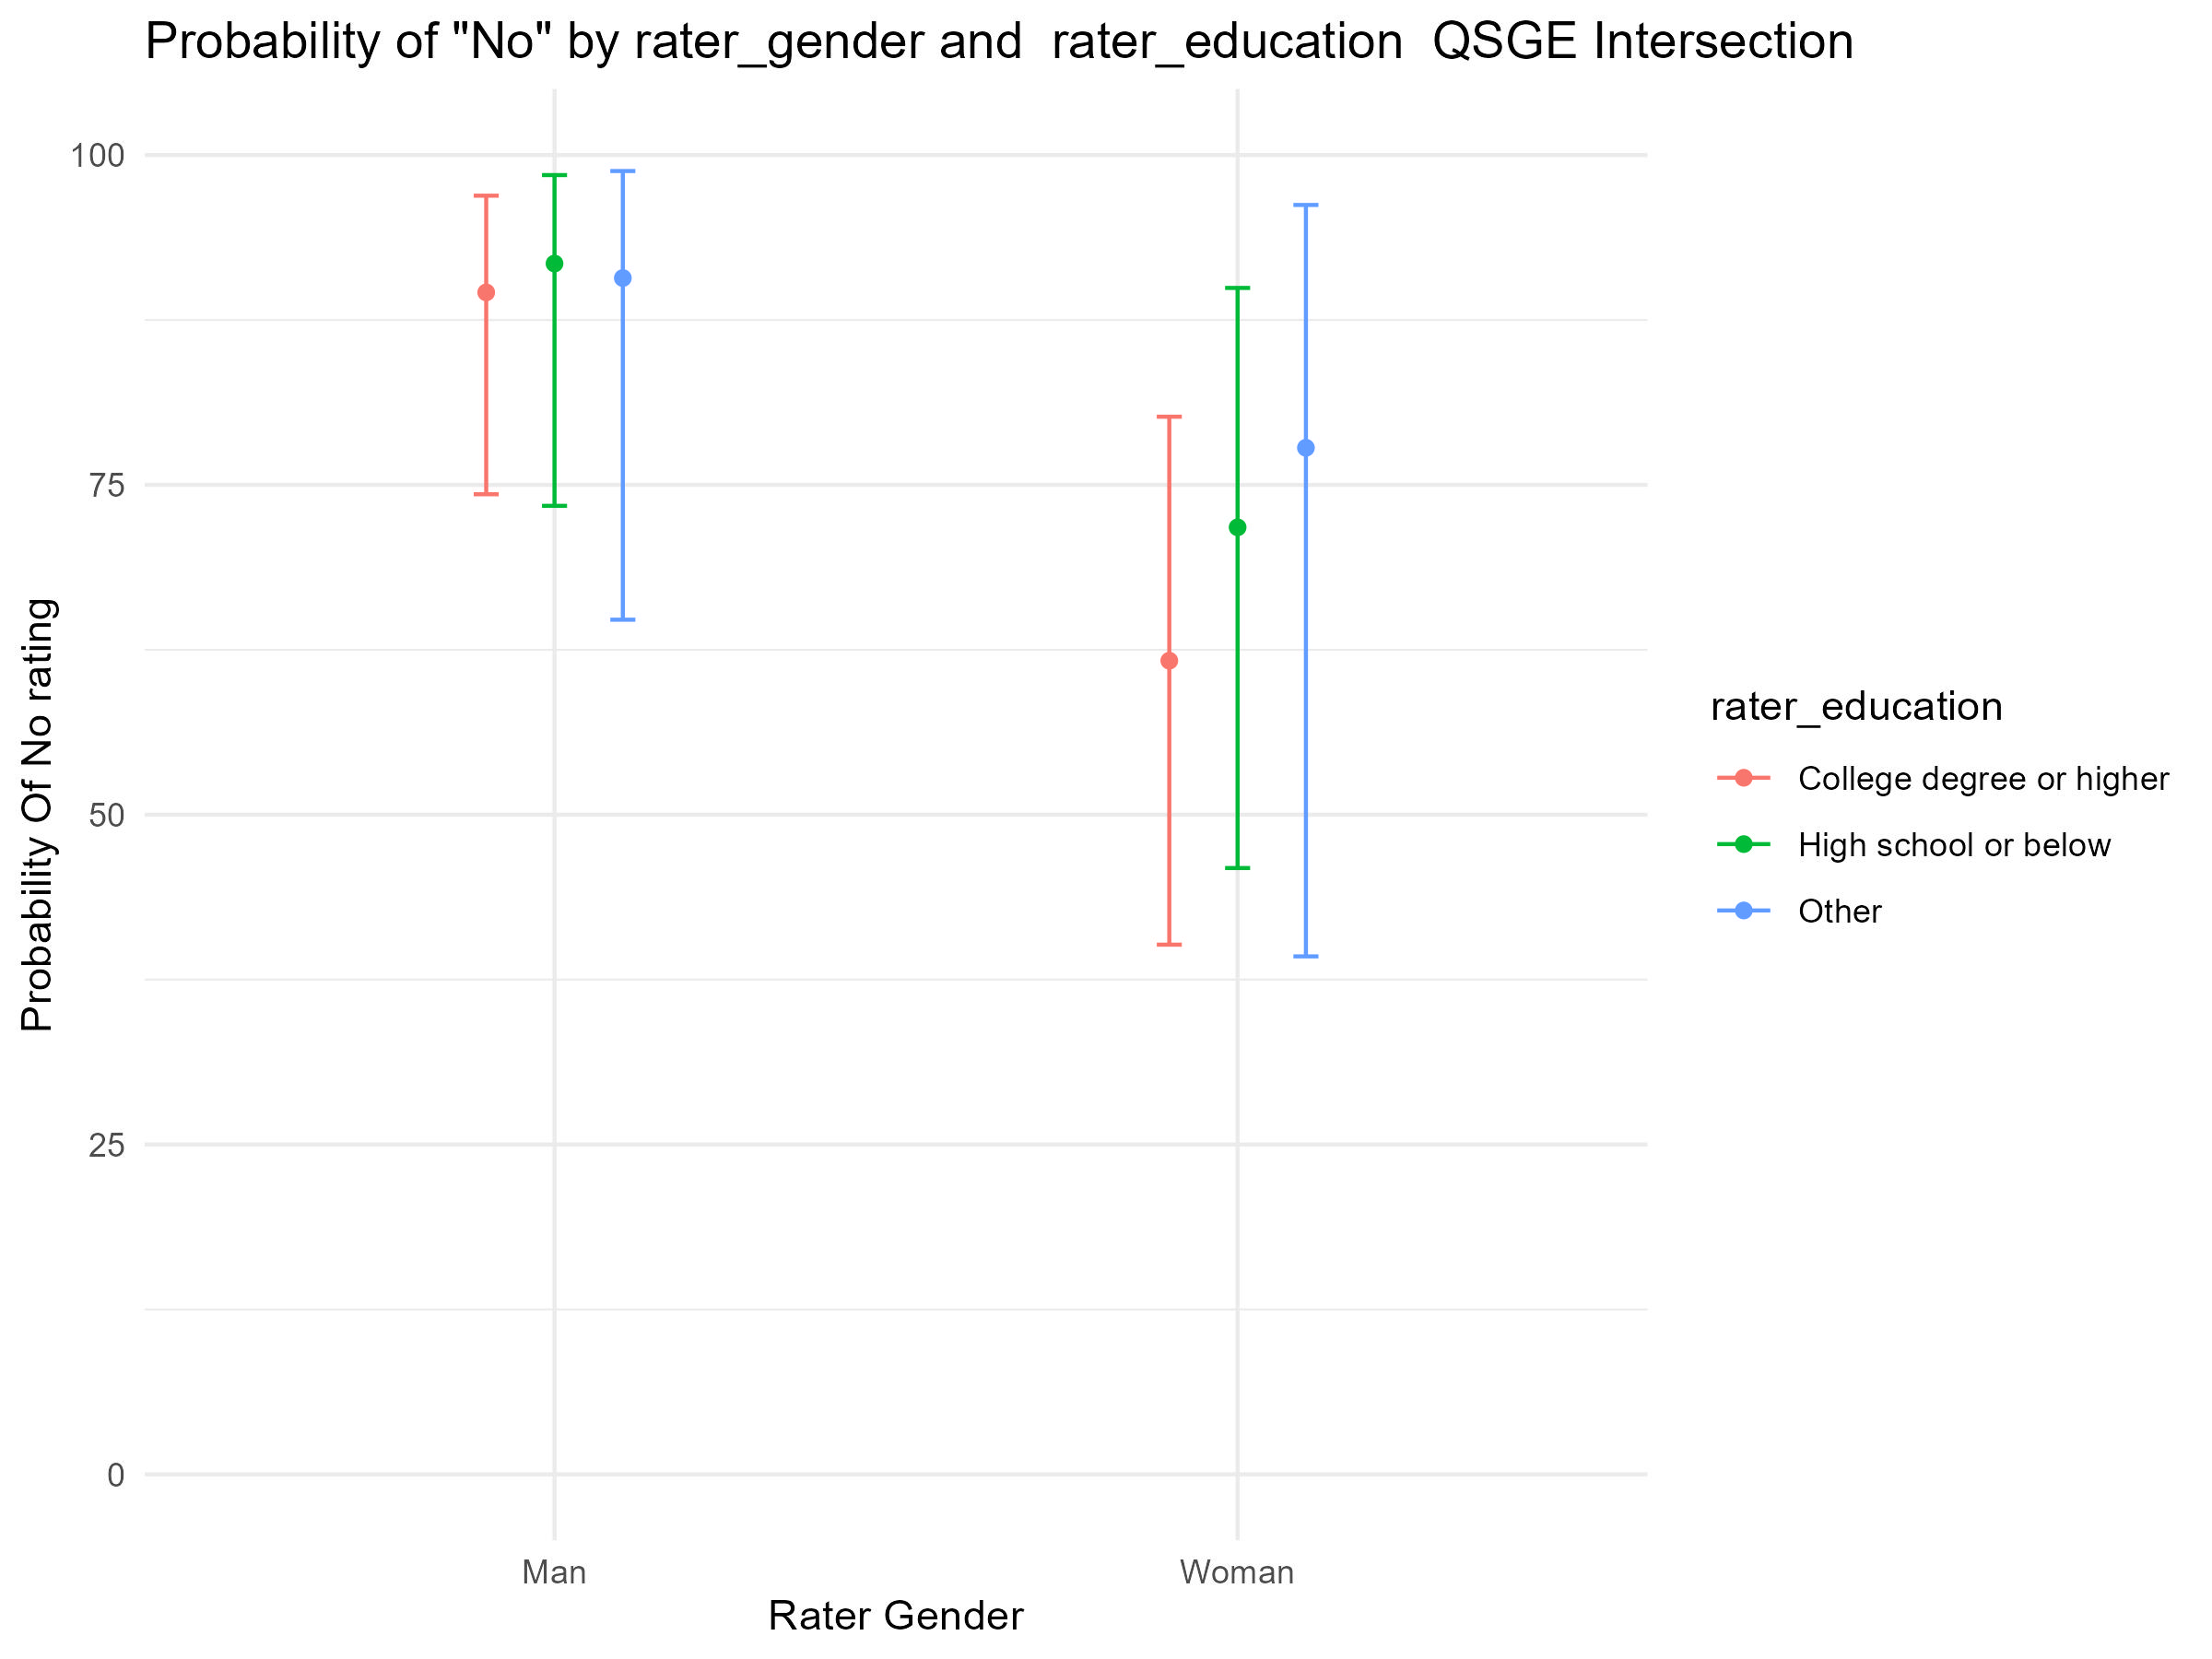 Probability of "No" by rater_gender and  rater_education  QSGE Intersection
100
75
50
25
0
Probability Of No rating
Man
Woman
Rater Gender
rater_education
College degree or higher
High school or below
Other